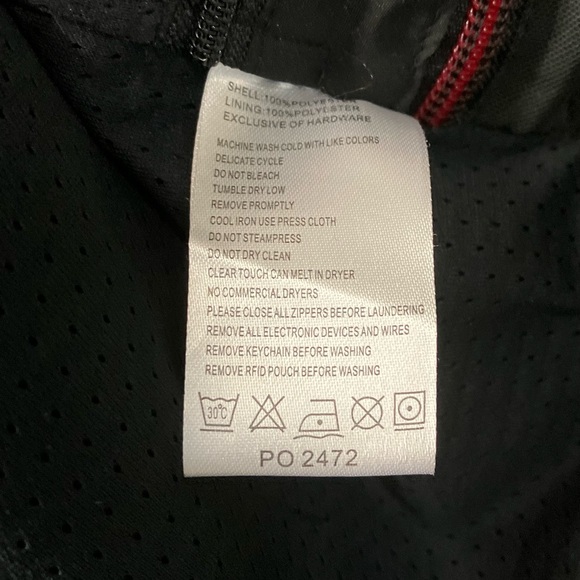 SHELL:100%POLYESTER
LINING:100%POLYESTER
EXCLUSIVE OF HARDWARE
MACHINE WASH COLD WITH LIKE COLORS
DELICATE CYCLE
DO NOT BLEACH
TUMBLE DRY LOW
REMOVE PROMPTLY
COOL IRON USE PRESS CLOTH
DO NOT STEAMPRESS
DO NOT DRY CLEAN
CLEAR TOUCH CAN MELT IN DRYER
NO COMMERCIAL DRYERS
PLEASE CLOSE ALL ZIPPERS BEFORE LAUNDERING
REMOVE ALL ELECTRONIC DEVICES AND WIRES
REMOVE KEYCHAIN BEFORE WASHING
REMOVE RFID POUCH BEFORE WASHING
30°C
PO 2472